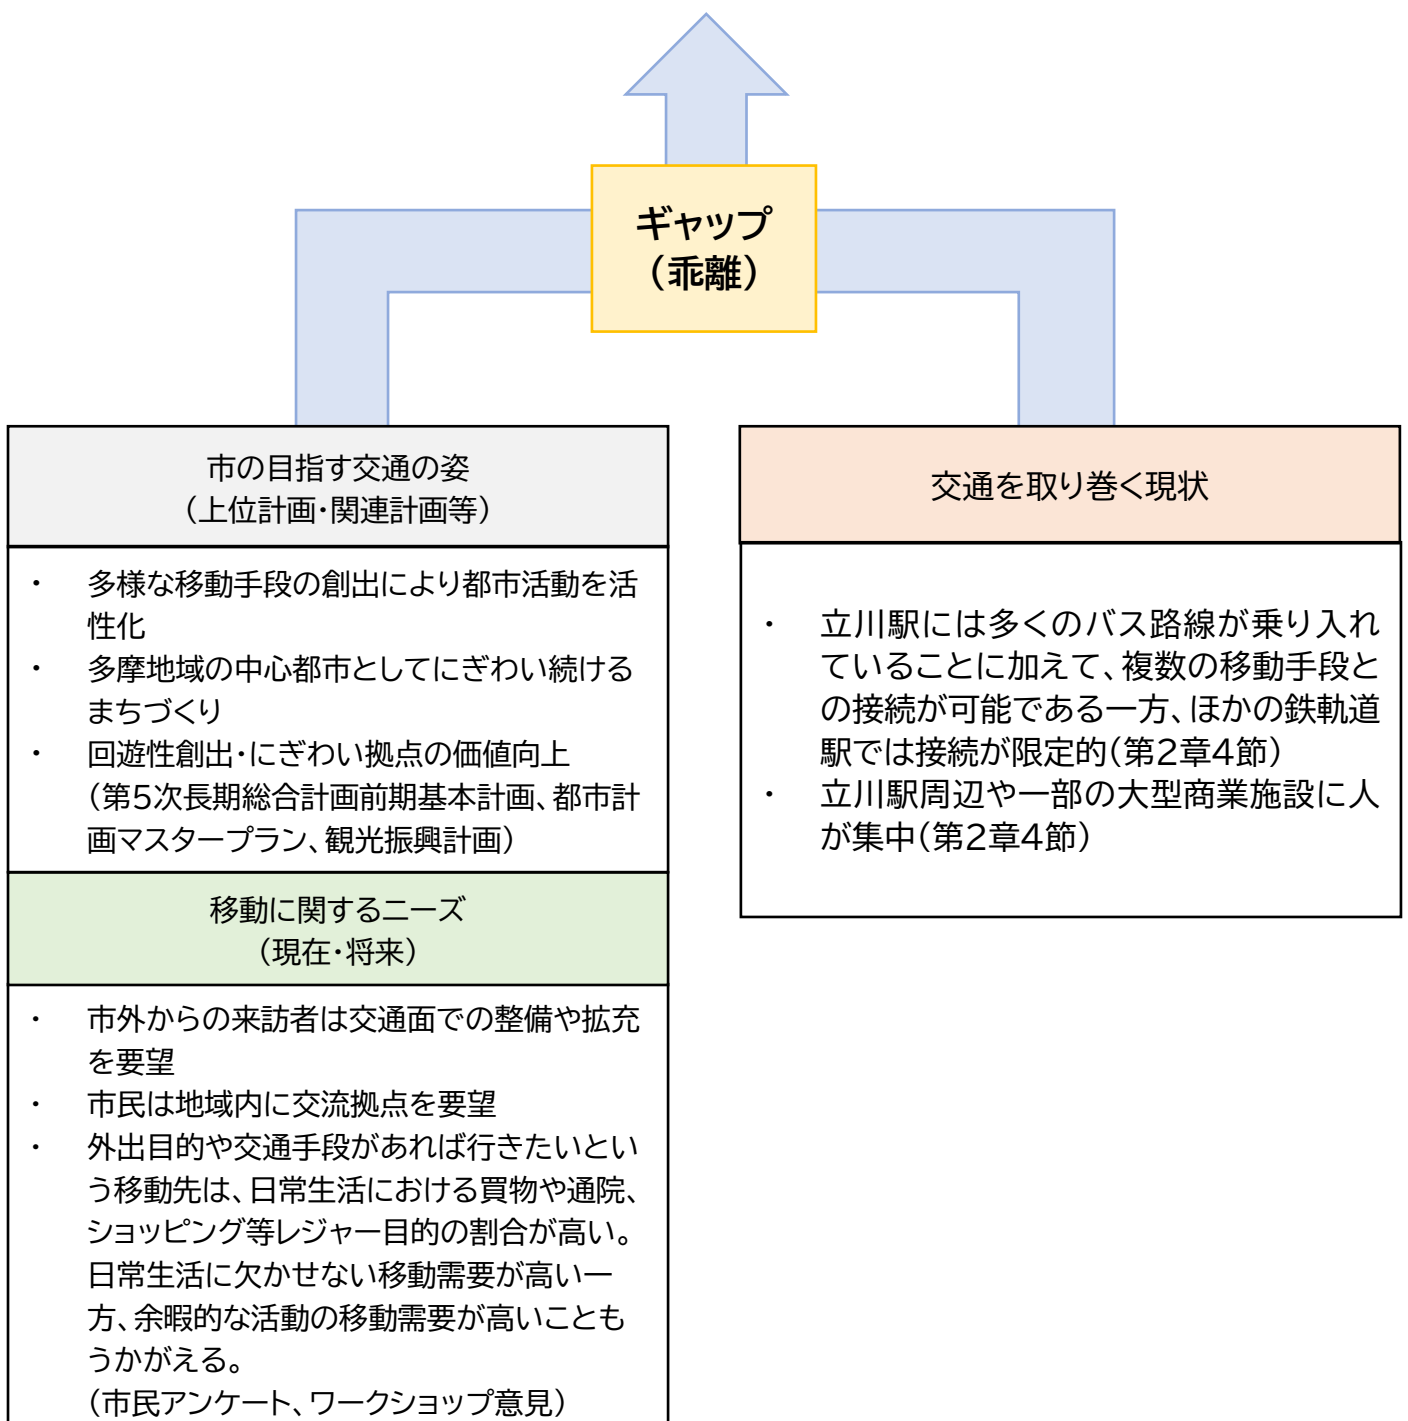 ギャップ
（乖離）
市の目指す交通の姿
（上位計画・関連計画等）
・ 多様な移動手段の創出により都市活動を活
性化
・ 多摩地域の中心都市としてにぎわい続ける
まちづくり
・ 回遊性創出・にぎわい拠点の価値向上
（第5次長期総合計画前期基本計画、都市計
画マスタープラン、観光振興計画）
移動に関するニーズ
（現在・将来）
・ 市外からの来訪者は交通面での整備や拡充
を要望
・ 市民は地域内に交流拠点を要望
・ 外出目的や交通手段があれば行きたいとい
う移動先は、日常生活における買物や通院、
ショッピング等レジャー目的の割合が高い。
日常生活に欠かせない移動需要が高い一
方、余暇的な活動の移動需要が高いことも
うかがえる。
（市民アンケート、ワークショップ意見）
交通を取り巻く現状
・ 立川駅には多くのバス路線が乗り入れ
ていることに加えて、複数の移動手段と
の接続が可能である一方、ほかの鉄軌道
駅では接続が限定的（第2章4節）
・ 立川駅周辺や一部の大型商業施設に人
が集中（第2章4節）